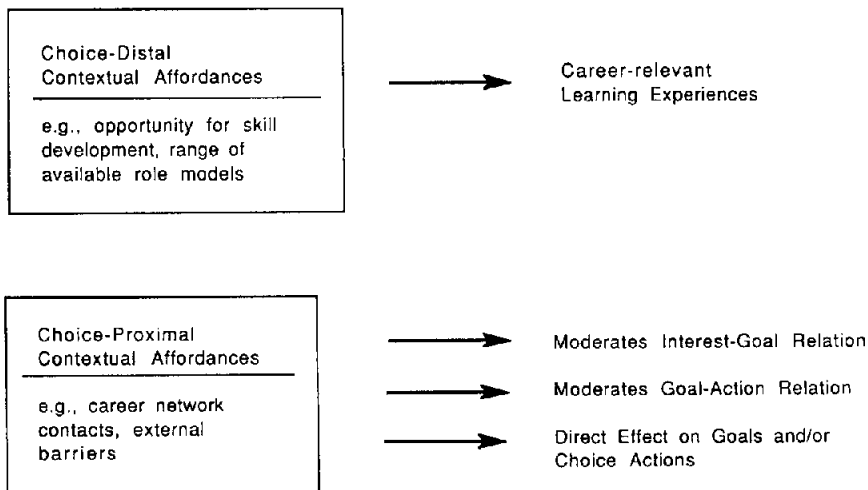 Choice-Distal
Contextual Affordances
e.g., opportunity for skill
development, range of
available role models
Career-relevant
Learning Experiences
Choice-Proximal
Contextual Affordances
e.g., career network
contacts, external
barriers
Moderates Interest-Goal Relation
Moderates Goal-Action Relation
Direct Effect on Goals and/or
Choice Actions